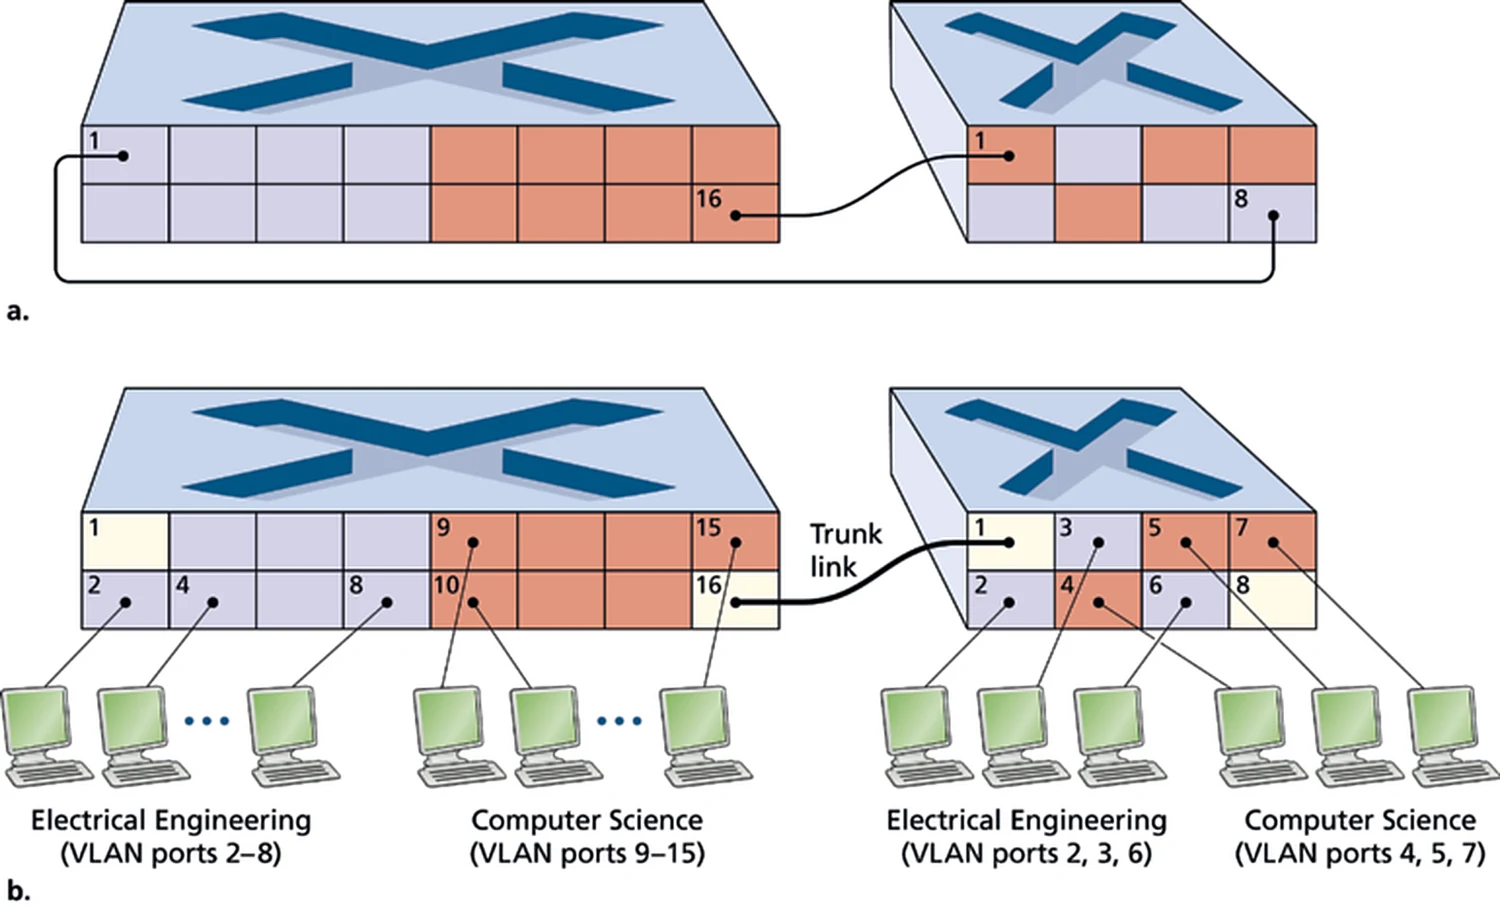 1
16
1
8
a.
1
9
15
2
4
8
10
16
Trunk
link
1
3
5
7
2
4
6
8
Electrical Engineering
(VLAN ports 2–8)
Computer Science
(VLAN ports 9–15)
Electrical Engineering
(VLAN ports 2, 3, 6)
Computer Science
(VLAN ports 4, 5, 7)
b.